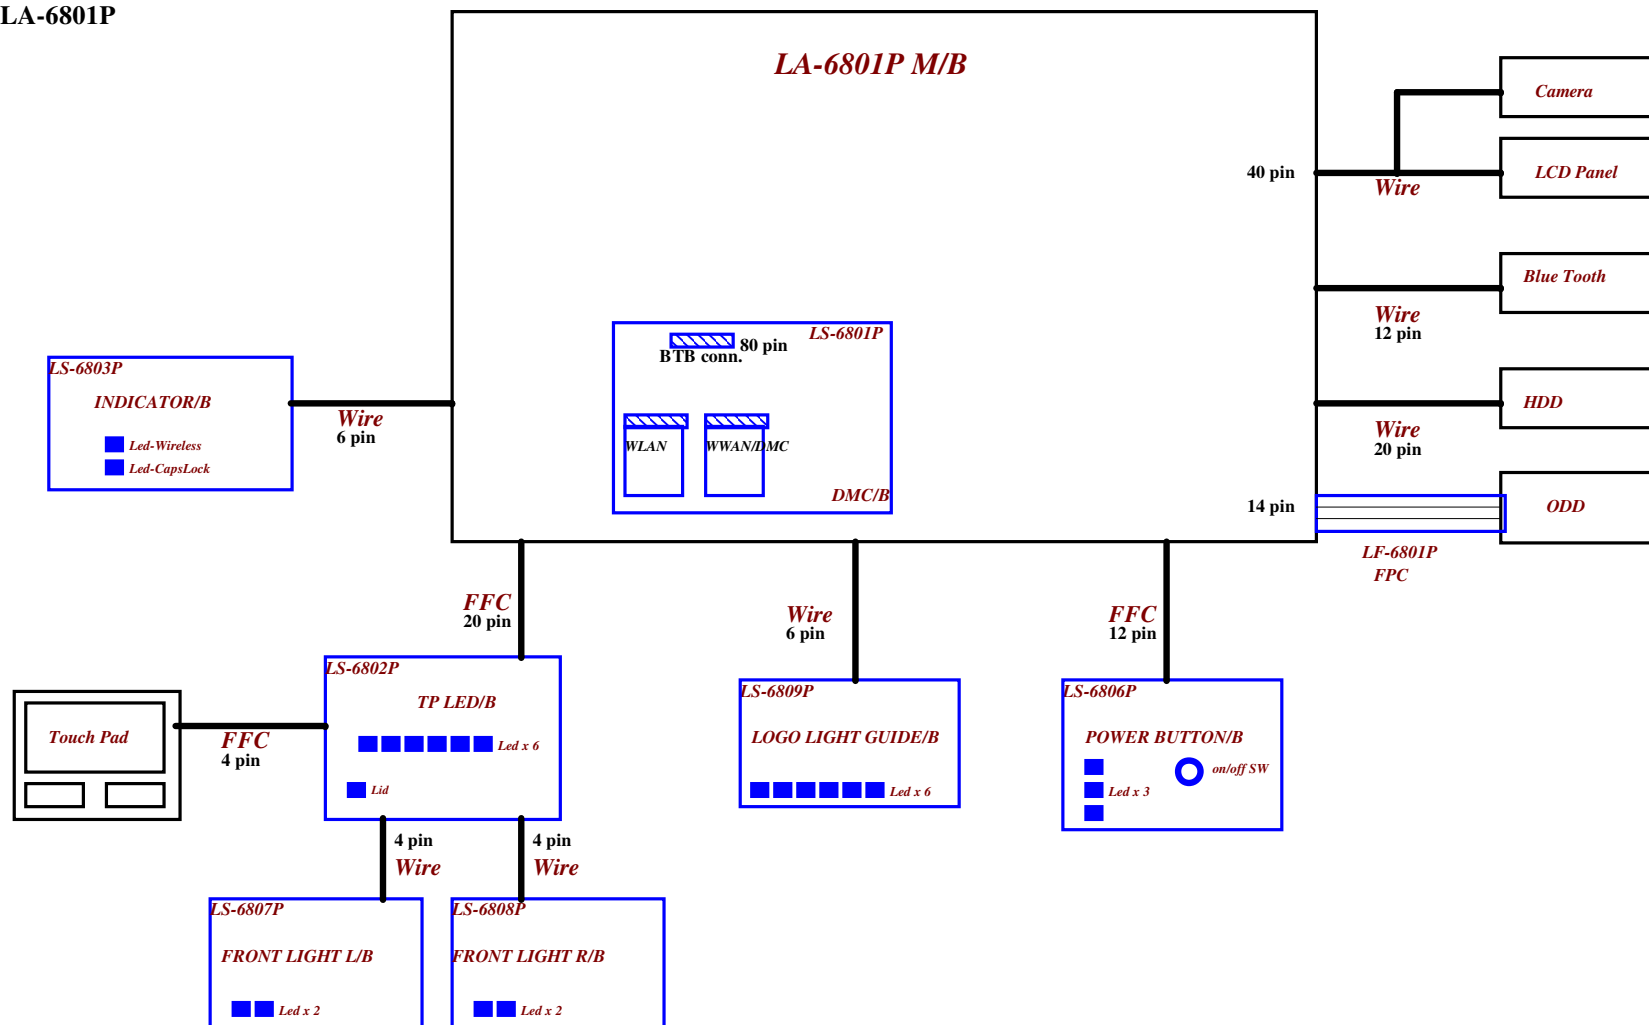 LA-6801P
LA-6801P M/B
Camera
40 pin
LCD Panel
Wire
Blue Tooth
Wire
12 pin
LS-6801P
80 pin
BTB conn.
LS-6803P
INDICATOR/B
Wire
6 pin
Led-Wireless
Led-CapsLock
WLAN
WWAN/DMC
DMC/B
HDD
Wire
20 pin
14 pin
ODD
LF-6801P
FPC
FFC
20 pin
Wire
6 pin
FFC
12 pin
LS-6802P
TP LED/B
Led x 6
Lid
Touch Pad
FFC
4 pin
LS-6809P
LOGO LIGHT GUIDE/B
Led x 6
LS-6806P
POWER BUTTON/B
on/off SW
Led x 3
4 pin
Wire
4 pin
Wire
LS-6807P
FRONT LIGHT L/B
Led x 2
LS-6808P
FRONT LIGHT R/B
Led x 2